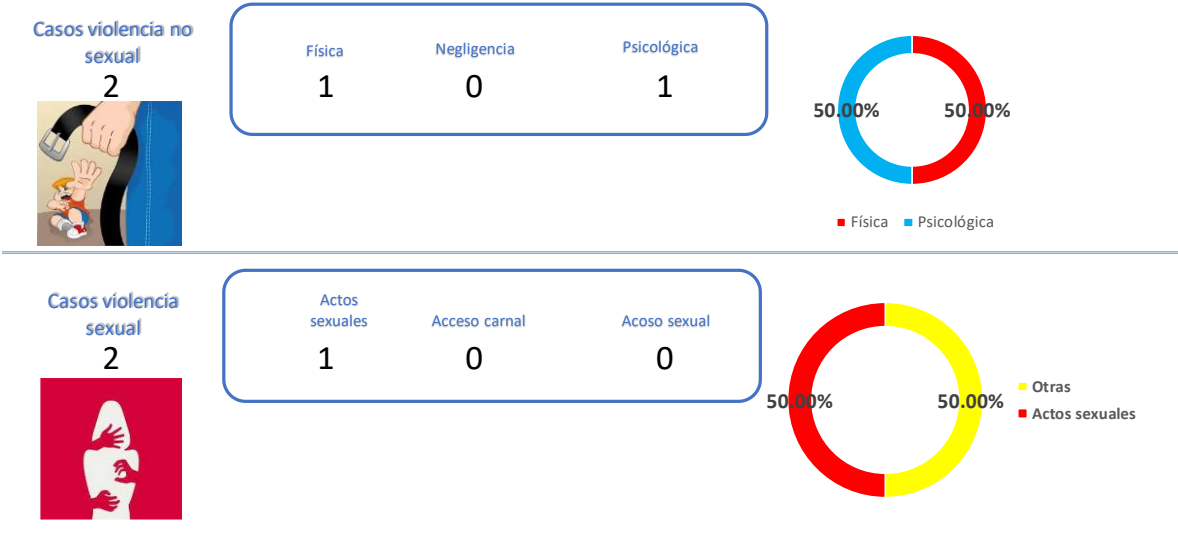 Casos violencia no
sexual
2
Física
Negligencia
Psicológica
1
0
1
50.00%
50.00%
Física
Psicológica
Casos violencia
sexual
2
Actos
sexuales
Acceso carnal
Acoso sexual
1
0
0
50.00%
50.00%
Otras
Actos sexuales